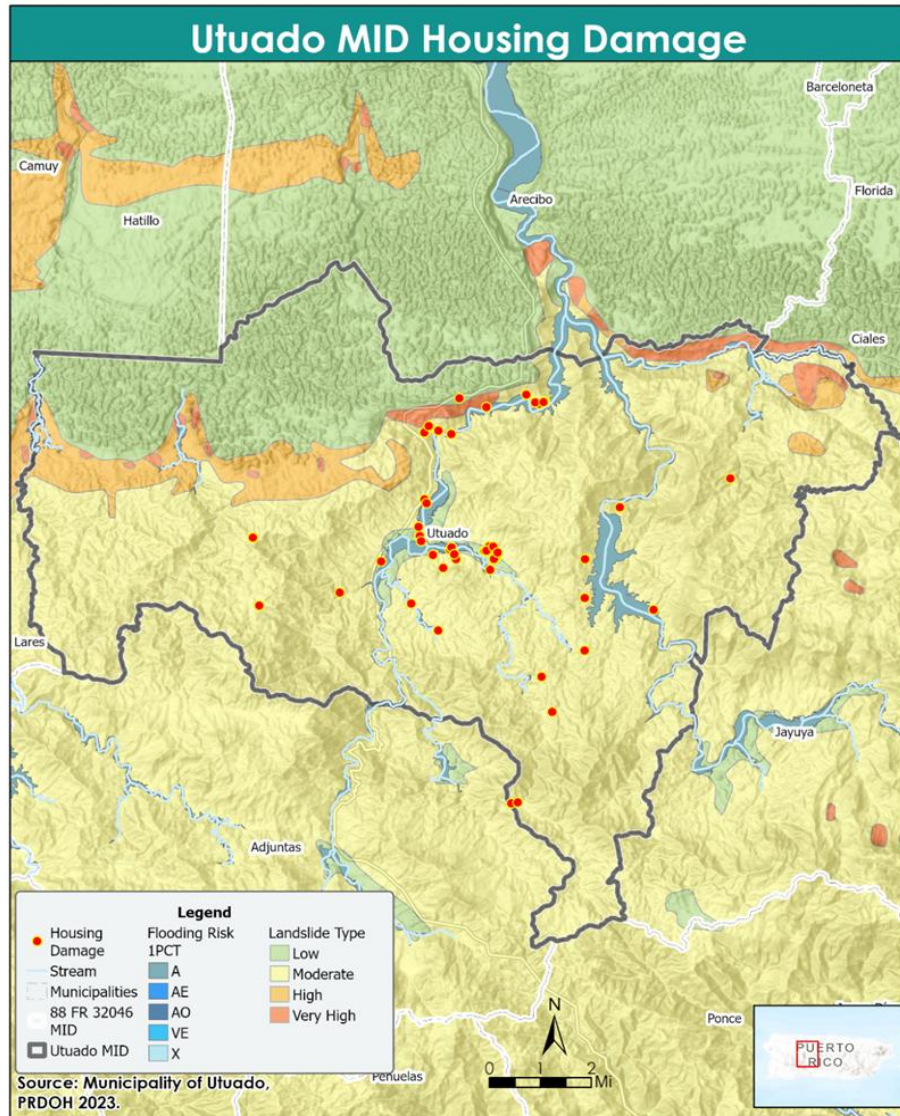 Utuado MID Housing Damage
Barceloneta
Camuy
Florida
Arecibo
Hatillo
Ciales
Utuado
Lares
Jayuya
Adjuntas
Legend
Housing
Damage
Stream
Municipalities
88 FR 32046
MID
Utuado MID
Flooding Risk
1PCT
A
AE
AO
VE
X
Landslide Type
Low
Moderate
High
Very High
N
0 1 2
Mi
Ponce
PUERTO
RICO
Peñuelas
Source: Municipality of Utuado,
PRDOH 2023.